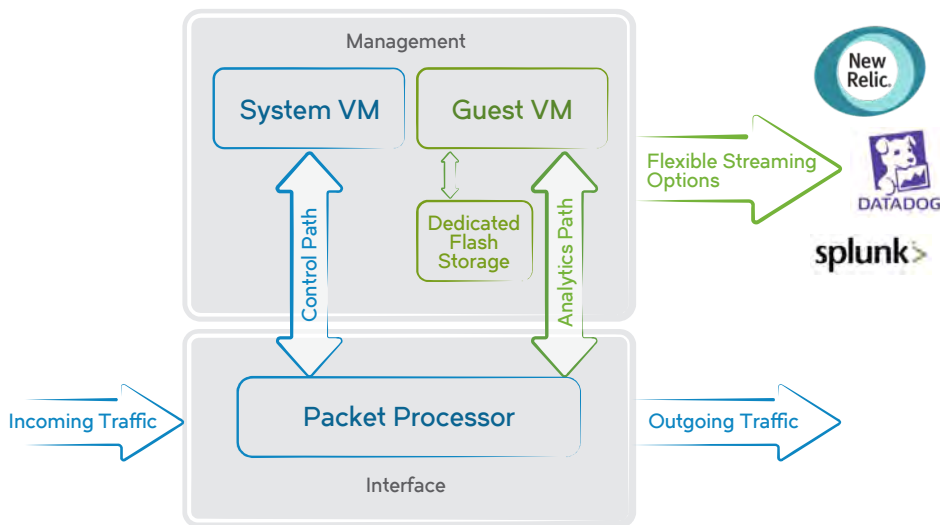 Management
System VM
Guest VM
New
Relic.
Flexible Streaming
Options
DATADOG
Dedicated
Flash
Storage
splunk>
Control Path
Analytics Path
Incoming Traffic
Packet Processor
Outgoing Traffic
Interface